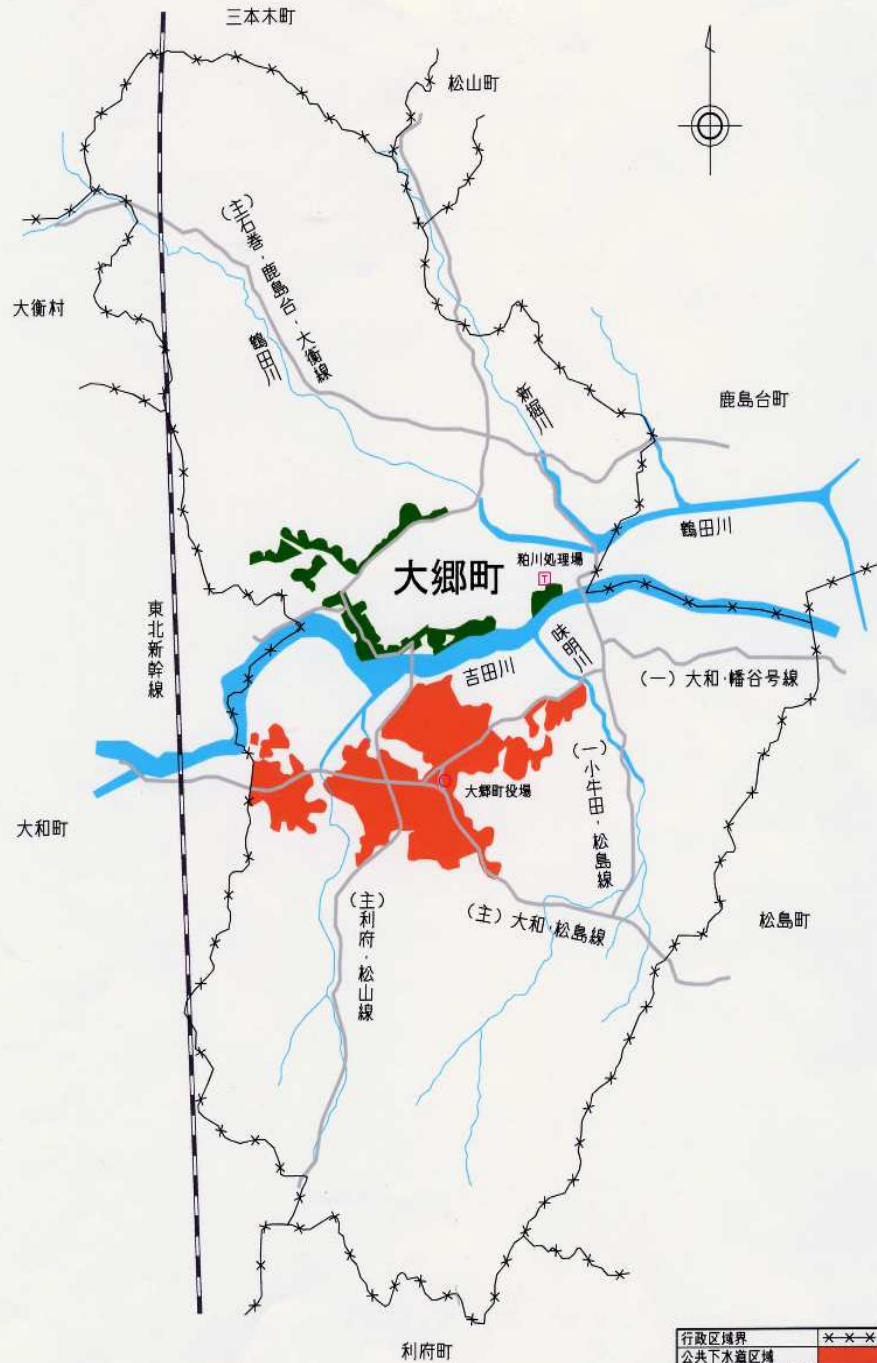 三本木町
松山町
(主)石巻・鹿島台・大衡線
大衡村
鶴田川
新堀川
鹿島台町
鶴田川
粕川処理場
T
大郷町
東北新幹線
味明川
吉田川
(一)大和・幡谷号線
(一)小牛田・松島線
大郷町役場
大和町
(主)利府・松山線
(主)大和・松島線
松島町
利府町
行政区域界
公共下水道区域